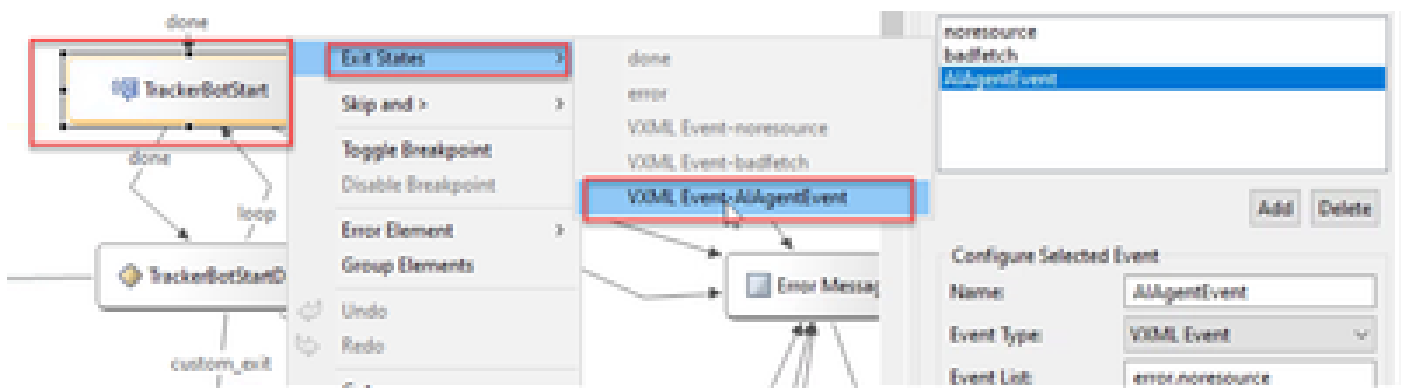 done
TrackerBotStart
done
loop
TrackerBotStartD
custom_exit
Exit States
Skip and >
Toggle Breakpoint
Disable Breakpoint
Error Element
Group Elements
Undo
Redo
done
error
VXML Event-noresource
VXML Event-badfetch
VXML Event-AIAgentEvent
Error Messag
noresource
badfetch
AIAgentEvent
Add Delete
Configure Selected Event
Name: AIAgentEvent
Event Type: VXML Event
Event List: error.noresource